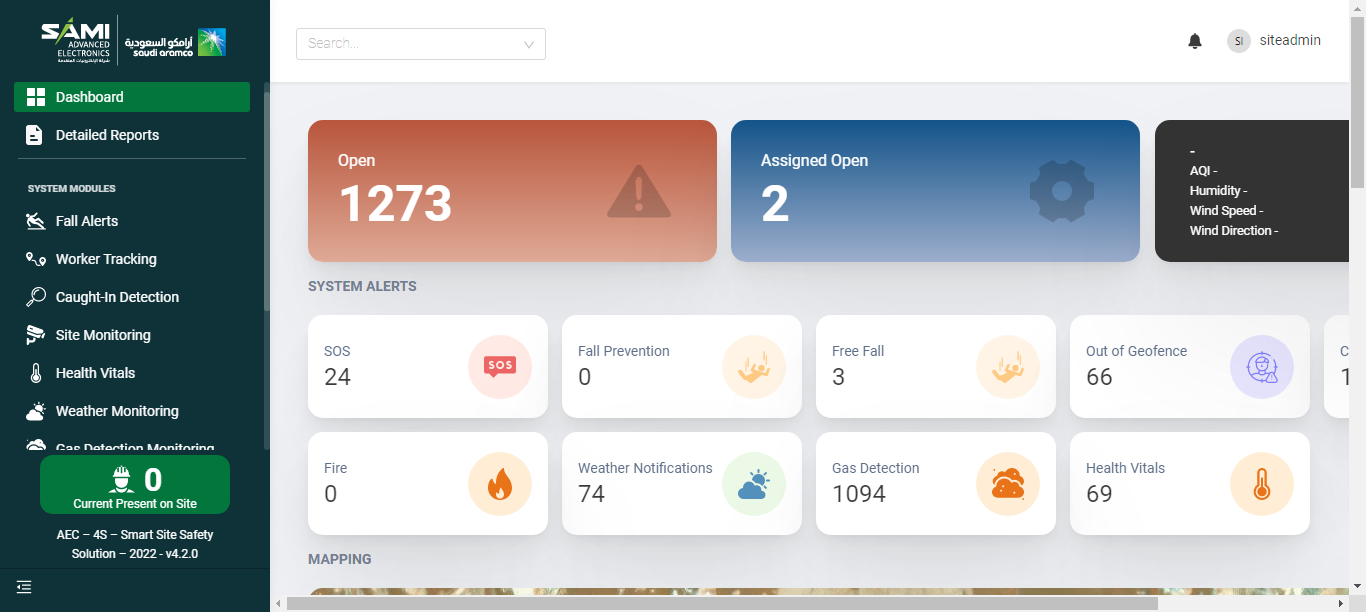 SAMI
ADVANCED
ELECTRONICS
شركة الإلكترونيات المتقدمة
أرامكو السعودية
saudi aramco
Dashboard
Detailed Reports
SYSTEM MODULES
Fall Alerts
Worker Tracking
Caught-In Detection
Site Monitoring
Health Vitals
Weather Monitoring
Gas Detection Monitoring
0
Current Present on Site
AEC – 4S – Smart Site Safety
Solution – 2022 - v4.2.0
Search...
SI
siteadmin
Open
1273
Assigned Open
2
-
AQI -
Humidity -
Wind Speed -
Wind Direction -
SYSTEM ALERTS
SOS
24
SOS
Fall Prevention
0
Free Fall
3
Out of Geofence
66
C
1
Fire
0
Weather Notifications
74
Gas Detection
1094
Health Vitals
69
MAPPING